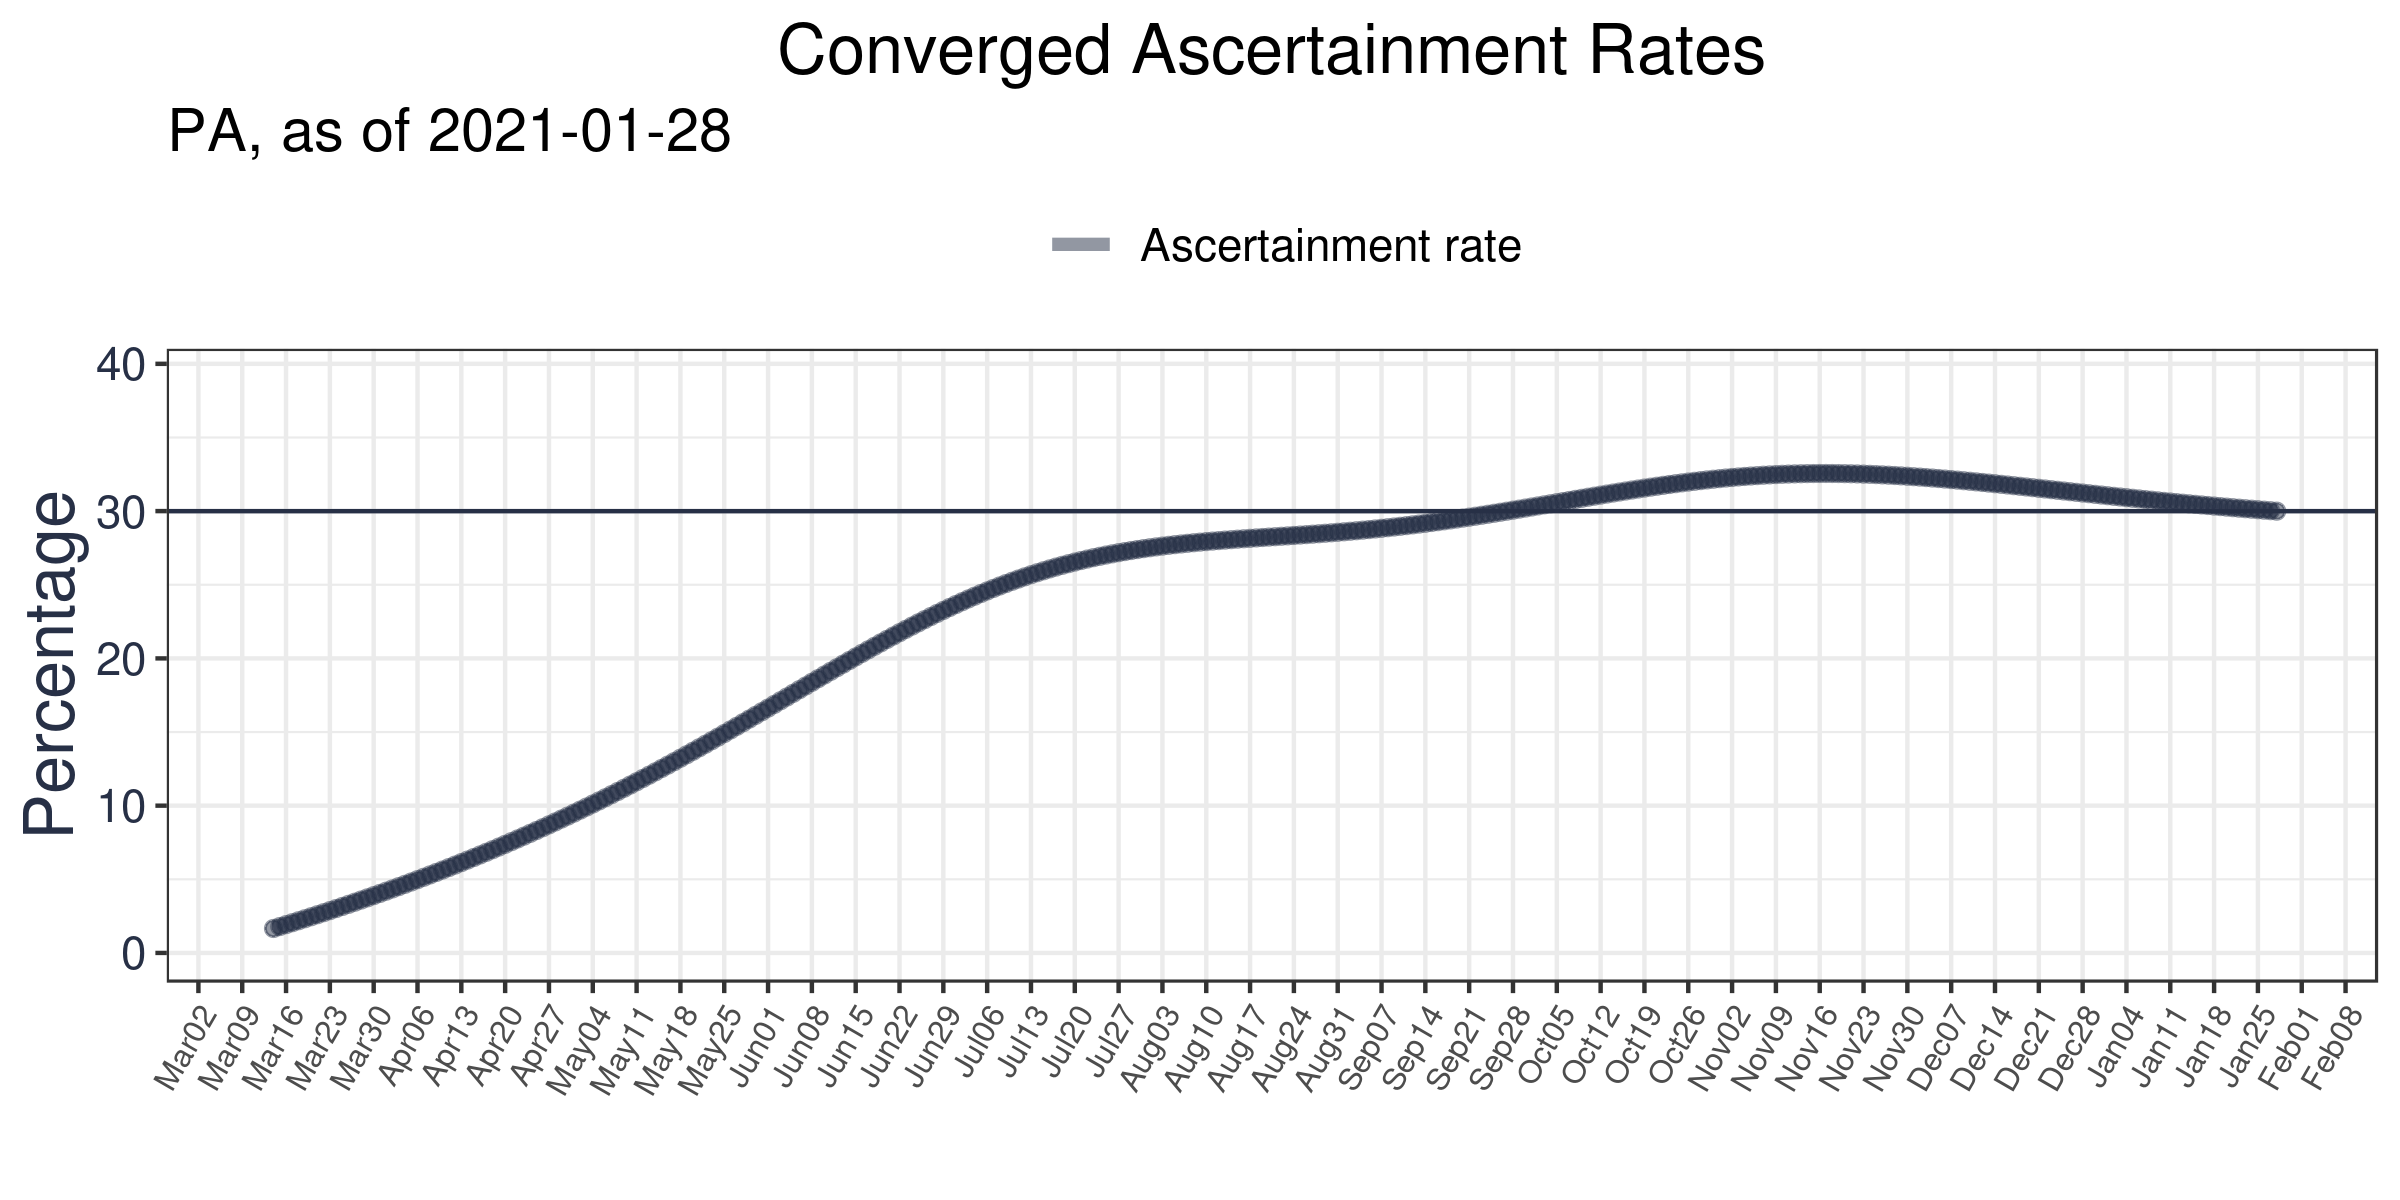 Converged Ascertainment Rates
PA, as of 2021-01-28
Ascertainment rate
Percentage
40
30
20
10
0
Mar02 Mar09 Mar16 Mar23 Mar30 Apr06 Apr13 Apr20 Apr27 May04 May11 May18 May25 Jun01 Jun08 Jun15 Jun22 Jun29 Jul06 Jul13 Jul20 Jul27 Aug03 Aug10 Aug17 Aug24 Aug31 Sep07 Sep14 Sep21 Sep28 Oct05 Oct12 Oct19 Oct26 Nov02 Nov09 Nov16 Nov23 Nov30 Dec07 Dec14 Dec21 Dec28 Jan04 Jan11 Jan18 Jan25 Feb01 Feb08